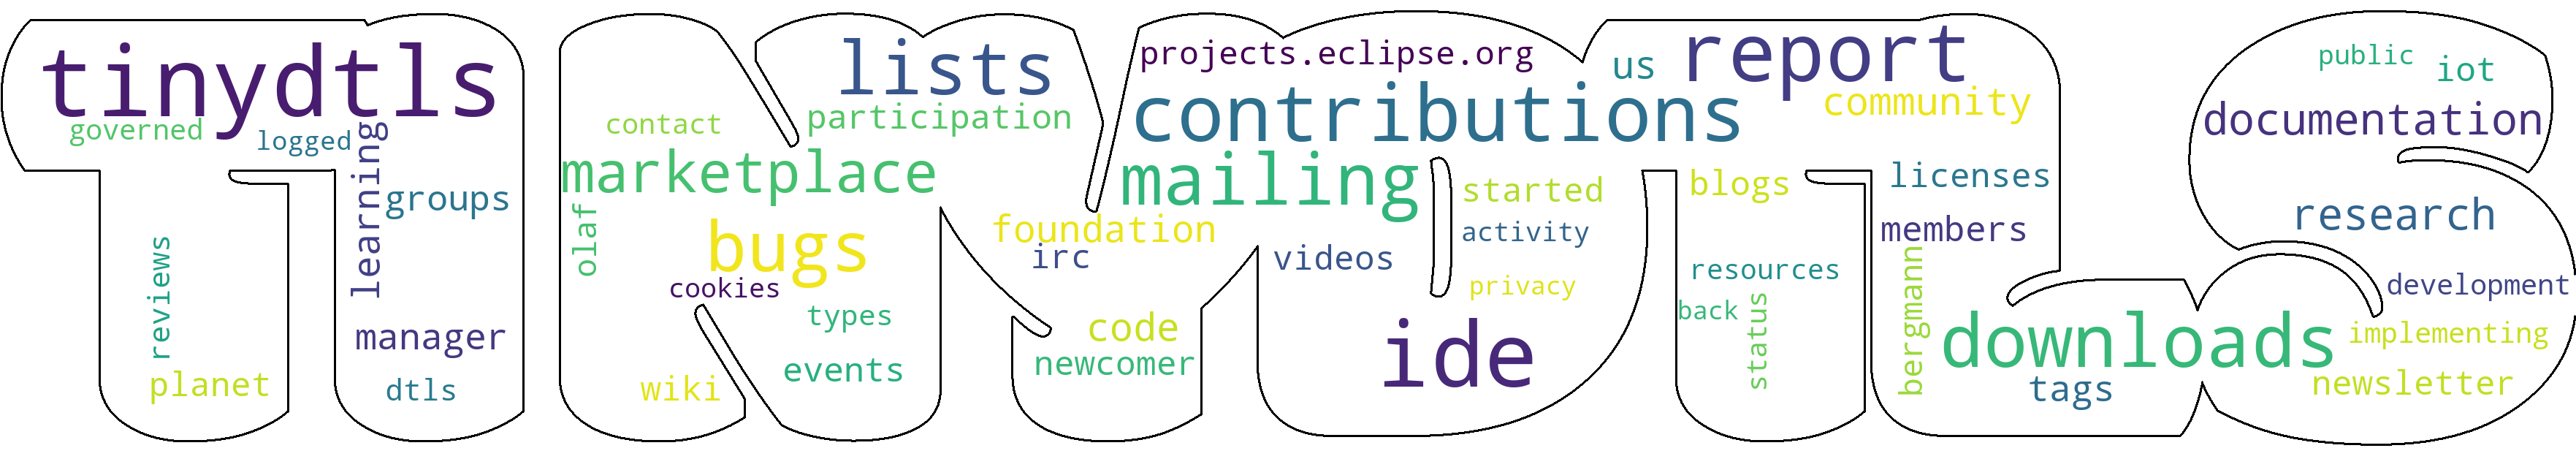 tinydtls
governed
logged
learning
groups
reviews
manager
planet
dtls
lists
contact
participation
marketplace
olaf
bugs
cookies
types
events
wiki
projects.eclipse.org
contributions
mailing
foundation
irc
videos
code
newcomer
started
activity
privacy
ide
us
report
community
blogs
licenses
members
resources
back
status
bergmann
downloads
tags
public
iot
documentation
research
development
implementing
newsletter